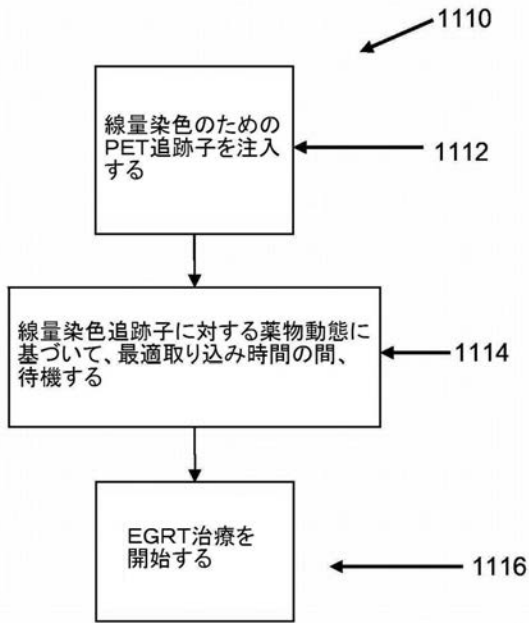 1110
線量染色のための
PET追跡子を注入
する
1112
線量染色追跡子に対する薬物動態に
基づいて、最適取り込み時間の間、
待機する
1114
EGRT治療を
開始する
1116